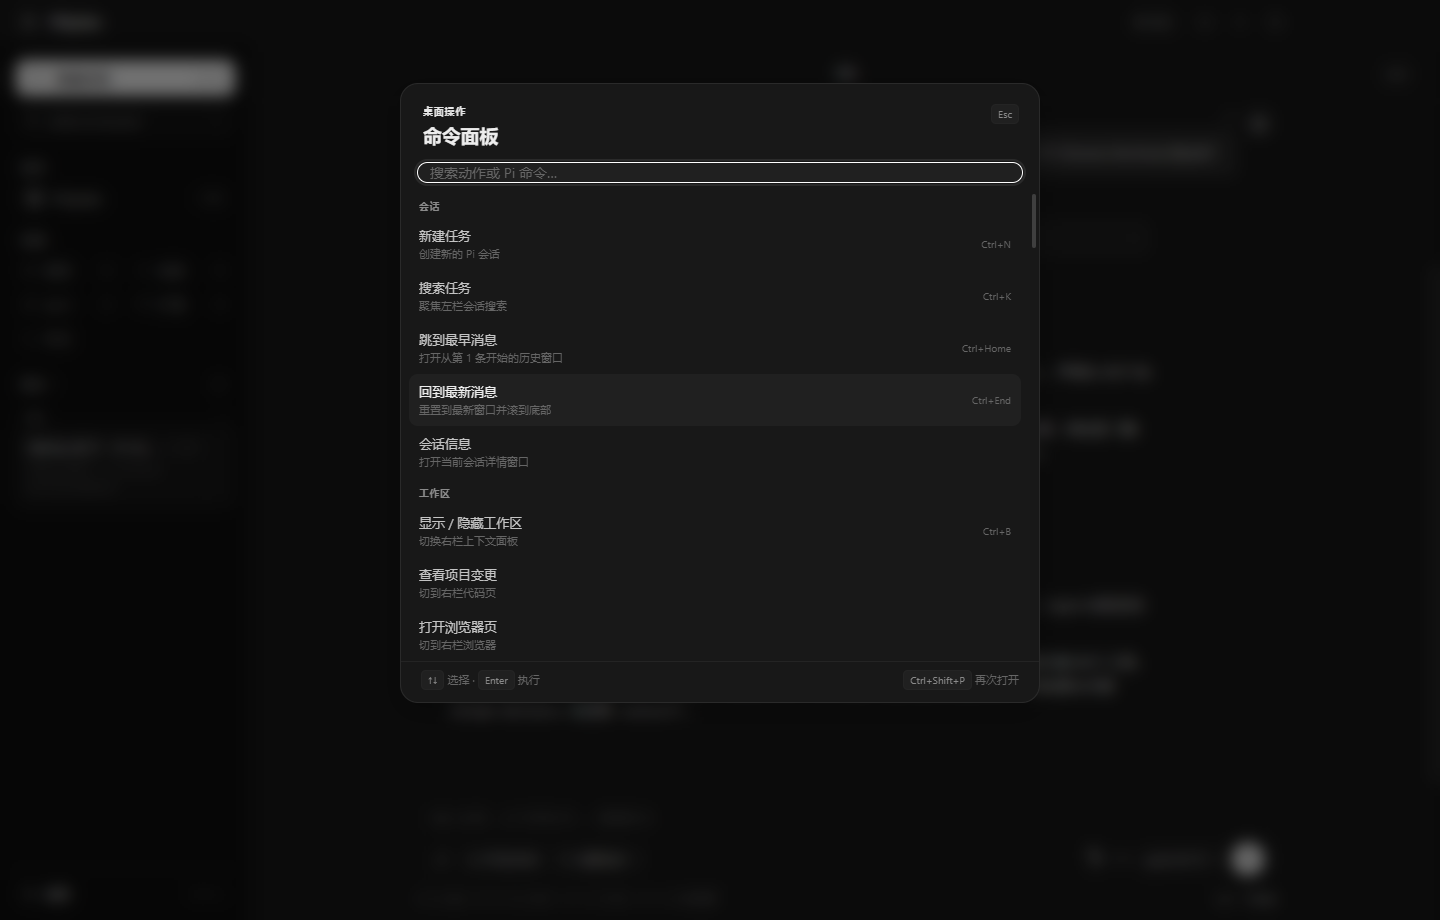 桌面操作
Esc
命令面板
搜索动作或 Pi 命令...
会话
新建任务
创建新的 Pi 会话
Ctrl+N
搜索任务
聚焦左栏会话搜索
Ctrl+K
跳到最早消息
打开从第 1 条开始的历史窗口
Ctrl+Home
回到最新消息
重置到最新窗口并滚到底部
Ctrl+End
会话信息
打开当前会话详情窗口
工作区
显示 / 隐藏工作区
切换右栏上下文面板
Ctrl+B
查看项目变更
切到右栏代码页
打开浏览器页
切到右栏浏览器
↑↓ 选择 · Enter 执行
Ctrl+Shift+P 再次打开